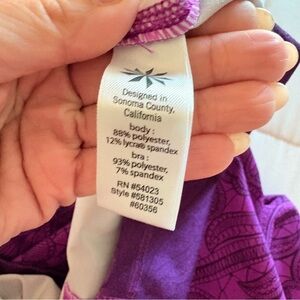 Designed in
Sonoma County,
California
body:
88% polyester,
12% lycra® spandex
bra:
93% polyester,
7% spandex
RN #54023
Style #581305
#60356